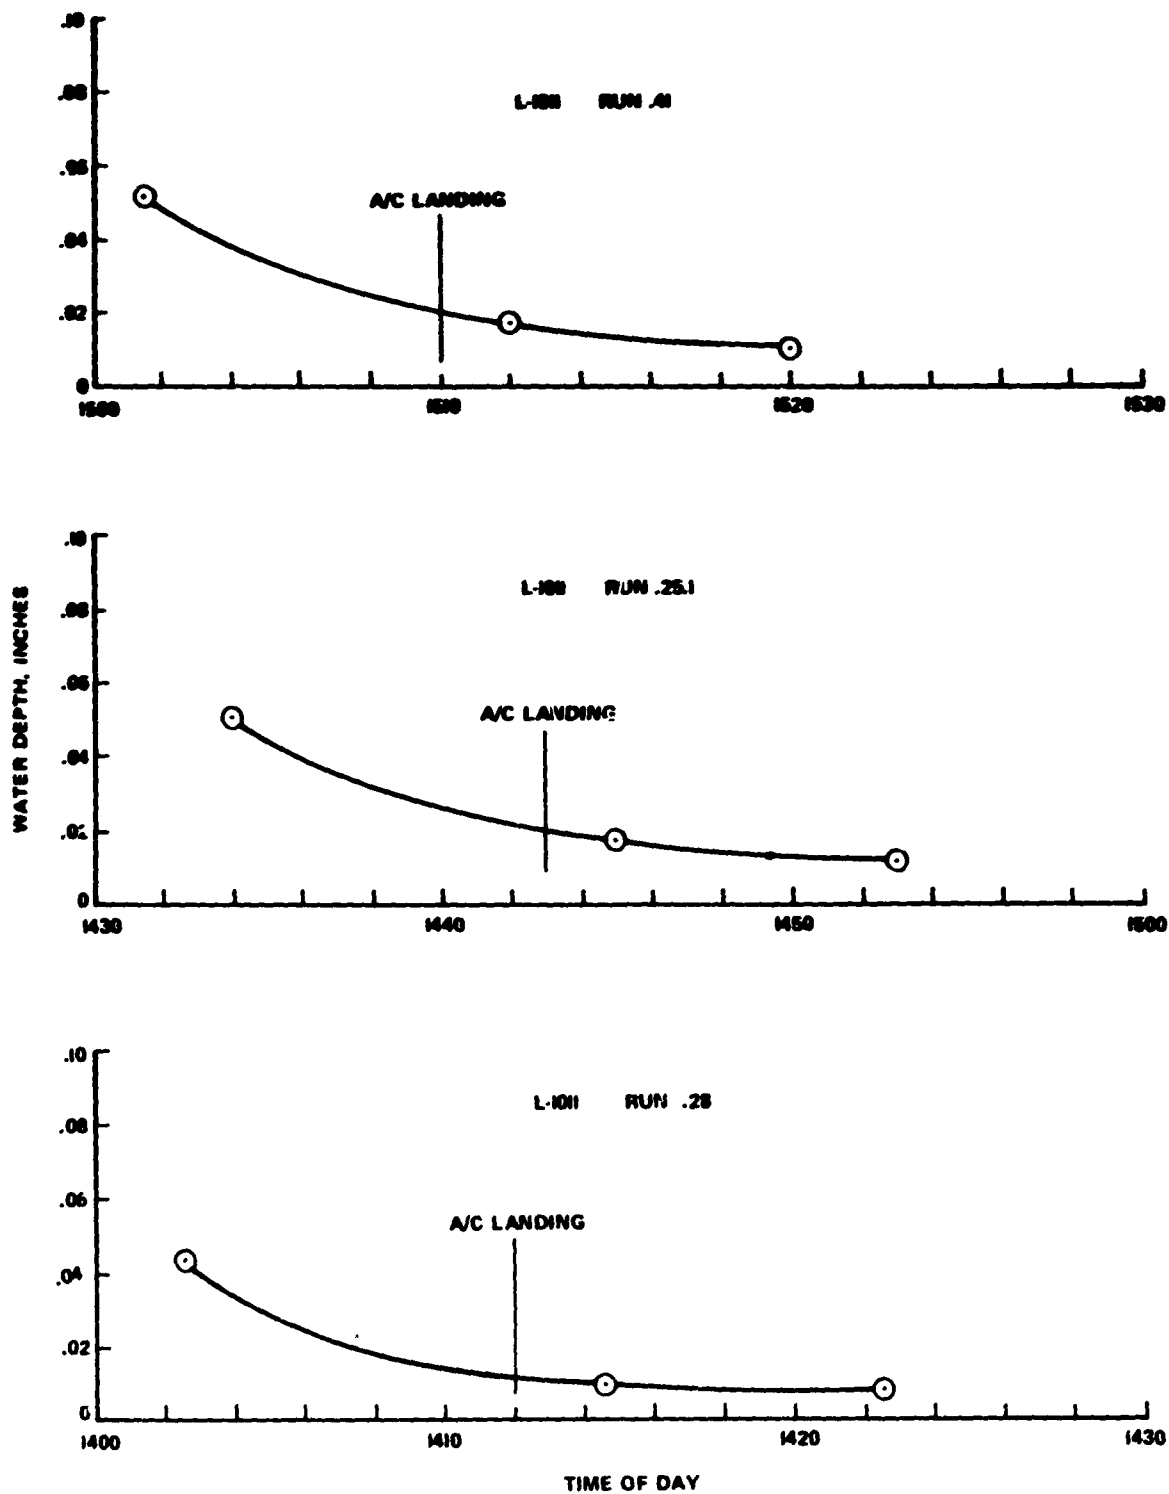 .10
.08
L-1011 RUN .41
.06
A/C LANDING
.04
.02
0
1500 1510 1520 1530
.10
L-1011 RUN .25.1
.08
.06
A/C LANDING
.04
.02
0
1430 1440 1450 1500
WATER DEPTH, INCHES
.10
L-1011 RUN .28
.08
.06
A/C LANDING
.04
.02
0
1400 1410 1420 1430
TIME OF DAY